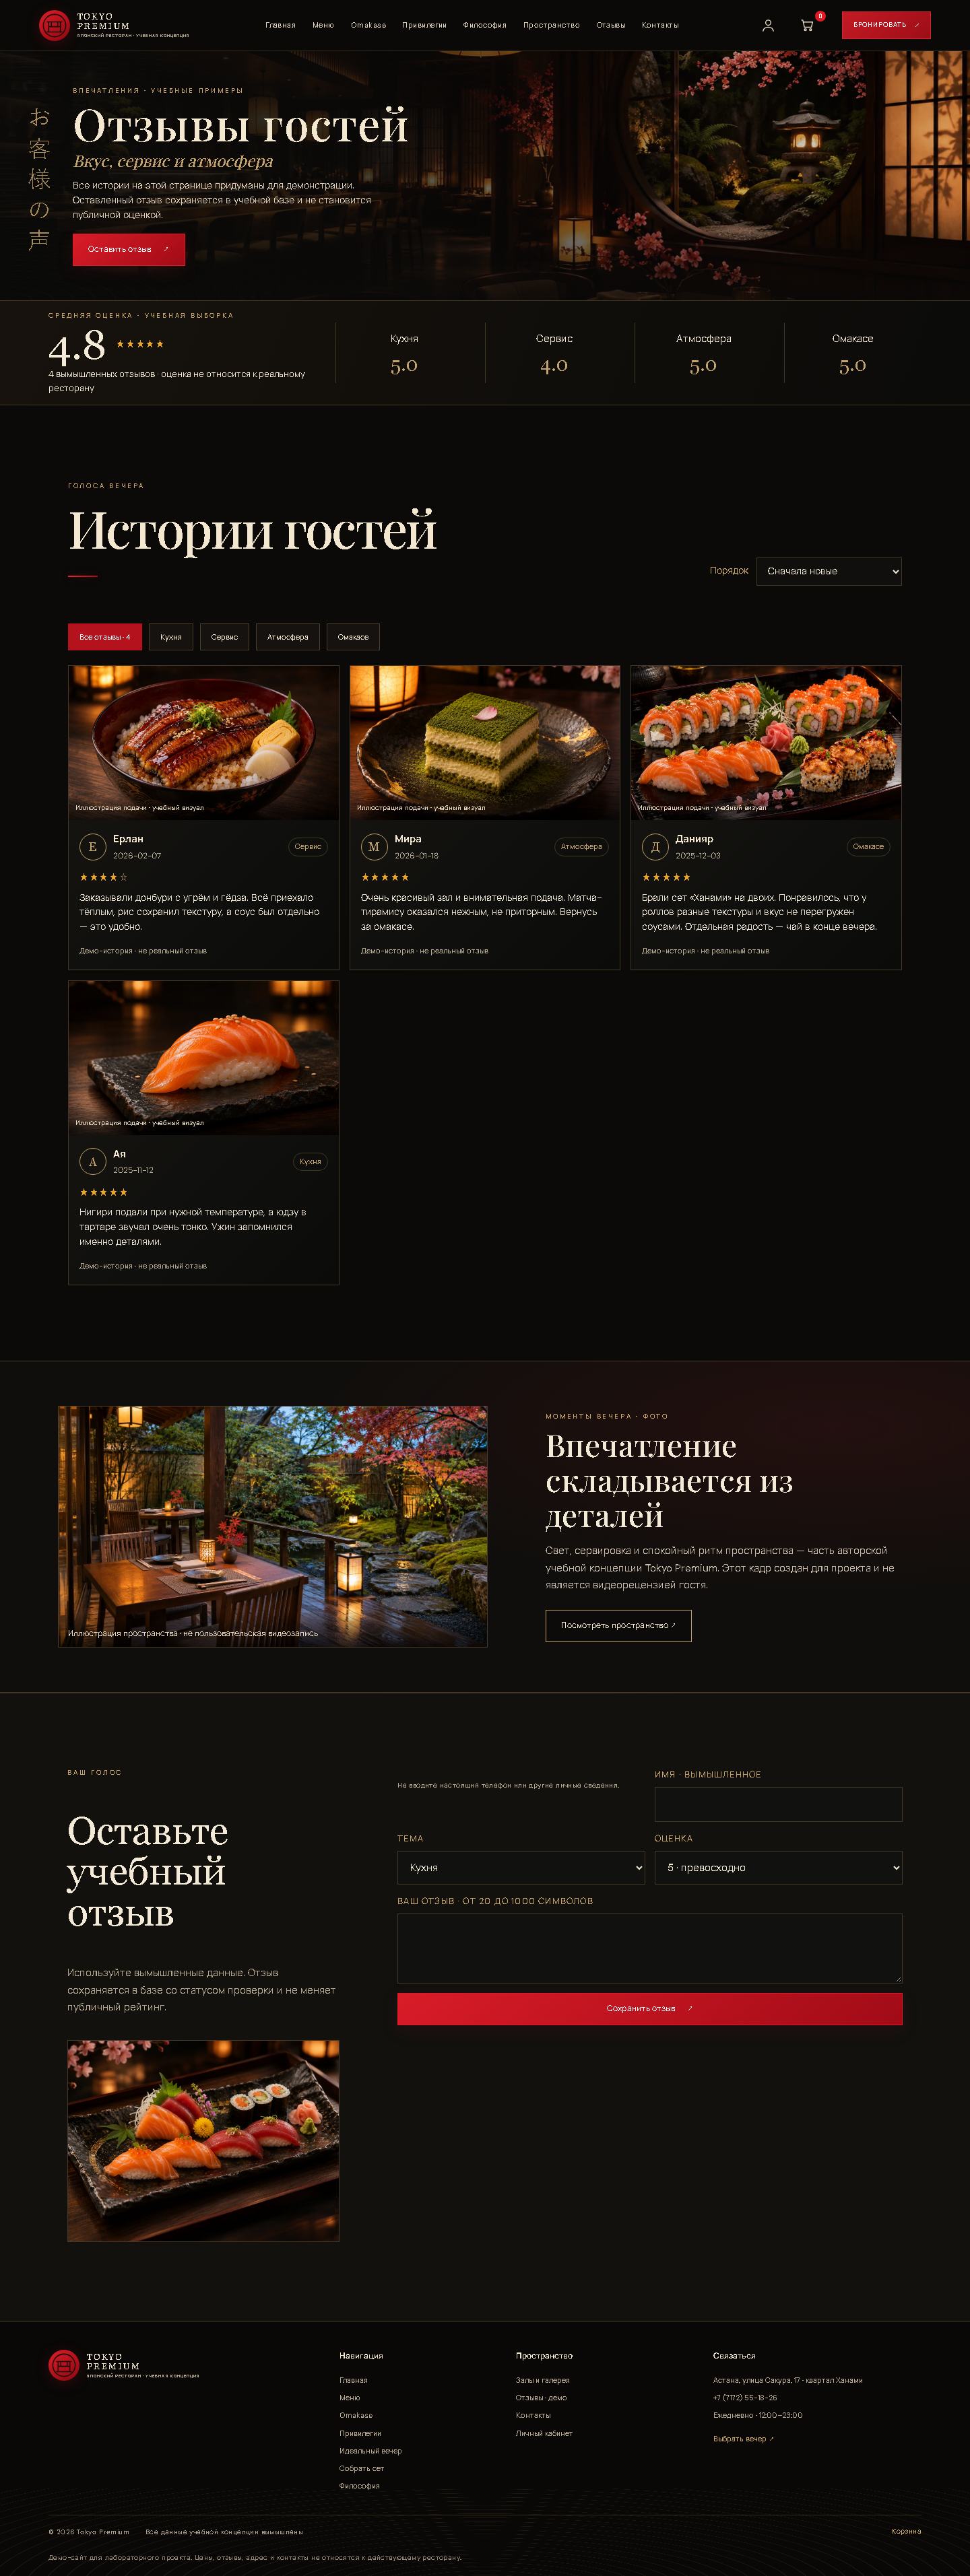 TOKYO
PREMIUM
ЯПОНСКИЙ РЕСТОРАН · УЧЕБНАЯ КОНЦЕПЦИЯ
Главная Меню Omakase Привилегии Философия Пространство Отзывы Контакты
0
БРОНИРОВАТЬ ↗
お客様の声
ВПЕЧАТЛЕНИЯ · УЧЕБНЫЕ ПРИМЕРЫ
Отзывы гостей
Вкус, сервис и атмосфера
Все истории на этой странице придуманы для демонстрации.
Оставленный отзыв сохраняется в учебной базе и не становится
публичной оценкой.
Оставить отзыв ↗
СРЕДНЯЯ ОЦЕНКА · УЧЕБНАЯ ВЫБОРКА
4.8 ★★★★★
4 вымышленных отзывов · оценка не относится к реальному
ресторану
Кухня
5.0
Сервис
4.0
Атмосфера
5.0
Омакасе
5.0
ГОЛОСА ВЕЧЕРА
Истории гостей
Порядок Сначала новые
Все отзывы · 4 Кухня Сервис Атмосфера Омакасе
Иллюстрация подачи · учебный визуал
Е
Ерлан
2026-02-07
Сервис
★★★★☆
Заказывали донбури с угрём и гёдза. Всё приехало
тёплым, рис сохранил текстуру, а соус был отдельно
— это удобно.
Демо-история · не реальный отзыв
Иллюстрация подачи · учебный визуал
М
Мира
2026-01-18
Атмосфера
★★★★★
Очень красивый зал и внимательная подача. Матча-
тирамису оказался нежным, не приторным. Вернусь
за омакасе.
Демо-история · не реальный отзыв
Иллюстрация подачи · учебный визуал
Д
Данияр
2025-12-03
Омакасе
★★★★★
Брали сет «Ханами» на двоих. Понравилось, что у
роллов разные текстуры и вкус не перегружен
соусами. Отдельная радость — чай в конце вечера.
Демо-история · не реальный отзыв
Иллюстрация подачи · учебный визуал
А
Ая
2025-11-12
Кухня
★★★★★
Нигири подали при нужной температуре, а юдзу в
тартаре звучал очень тонко. Ужин запомнился
именно деталями.
Демо-история · не реальный отзыв
Иллюстрация пространства · не пользовательская видеозапись
МОМЕНТЫ ВЕЧЕРА · ФОТО
Впечатление
складывается из
деталей
Свет, сервировка и спокойный ритм пространства — часть авторской
учебной концепции Tokyo Premium. Этот кадр создан для проекта и не
является видеорецензией гостя.
Посмотреть пространство ↗
ВАШ ГОЛОС
Оставьте
учебный
отзыв
Используйте вымышленные данные. Отзыв
сохраняется в базе со статусом проверки и не меняет
публичный рейтинг.
Не вводите настоящий телефон или другие личные сведения.
ИМЯ · ВЫМЫШЛЕННОЕ
ТЕМА
Кухня
ОЦЕНКА
5 · превосходно
ВАШ ОТЗЫВ · ОТ 20 ДО 1000 СИМВОЛОВ
Сохранить отзыв ↗
TOKYO
PREMIUM
ЯПОНСКИЙ РЕСТОРАН · УЧЕБНАЯ КОНЦЕПЦИЯ
Навигация
Главная
Меню
Omakase
Привилегии
Идеальный вечер
Собрать сет
Философия
Пространство
Залы и галерея
Отзывы · демо
Контакты
Личный кабинет
Связаться
Астана, улица Сакура, 17 · квартал Ханами
+7 (7172) 55-18-26
Ежедневно · 12:00–23:00
Выбрать вечер ↗
© 2026 Tokyo Premium Все данные учебной концепции вымышлены
Корзина
Демо-сайт для лабораторного проекта. Цены, отзывы, адрес и контакты не относятся к действующему ресторану.